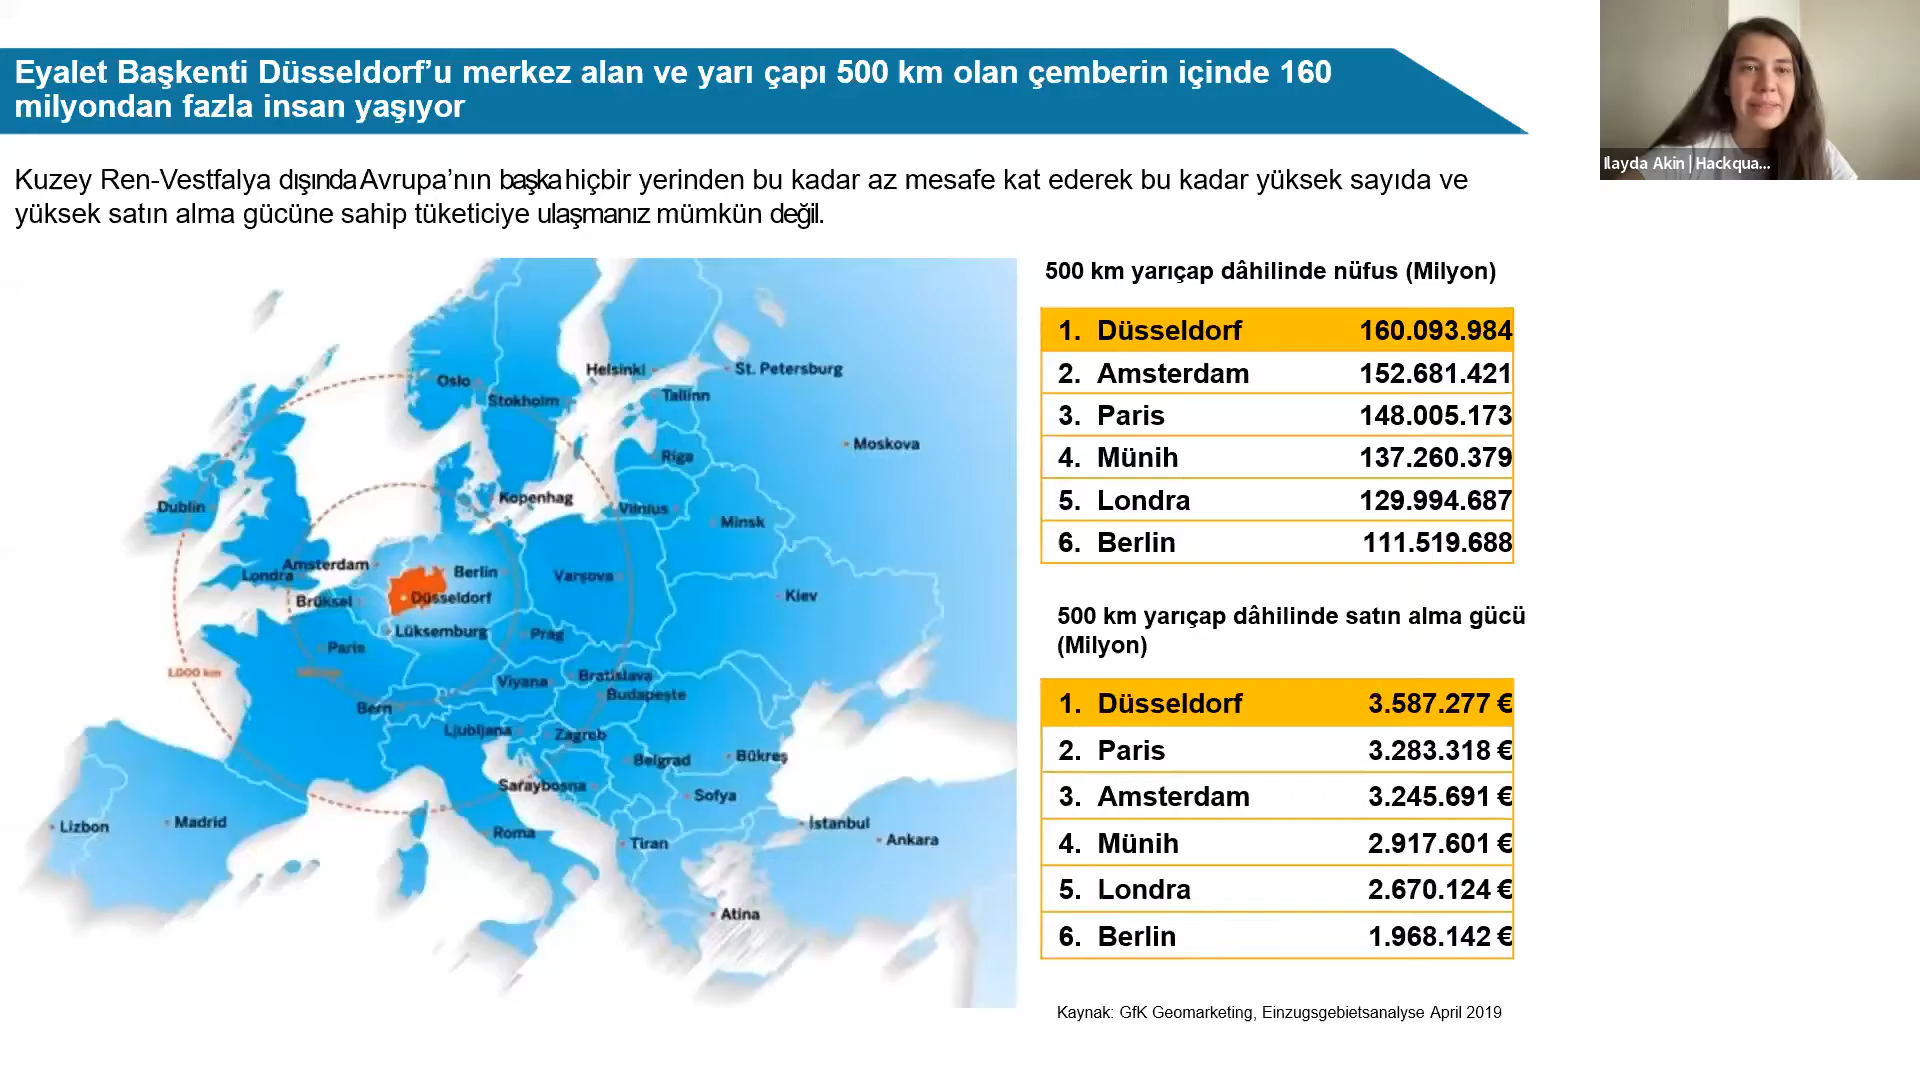 Eyalet Başkenti Düsseldorf’u merkez alan ve yarı çapı 500 km olan çemberin içinde 160
milyondan fazla insan yaşıyor
Ilayda Akin | Hackqua...
Kuzey Ren-Vestfalya dışında Avrupa’nın başka hiçbir yerinden bu kadar az mesafe kat ederek bu kadar yüksek sayıda ve
yüksek satın alma gücüne sahip tüketiciye ulaşmanız mümkün değil.
Oslo
Helsinki
St. Petersburg
Stokholm
Tallinn
Moskova
Riga
Kopenhag
Dublin
Vilnius
Minsk
Amsterdam
Londra
Berlin
Varşova
Brüksel
Düsseldorf
Kiev
Lüksemburg
Prag
Paris
1.000 km
Viyana
Bratislava
Budapeşte
Bern
Ljubljana
Zagreb
Belgrad
Bükreş
Saraybosna
Sofya
Lizbon
Madrid
Roma
Tiran
İstanbul
Ankara
Atina
500 km yarıçap dâhilinde nüfus (Milyon)
1. Düsseldorf 160.093.984
2. Amsterdam 152.681.421
3. Paris 148.005.173
4. Münih 137.260.379
5. Londra 129.994.687
6. Berlin 111.519.688
500 km yarıçap dâhilinde satın alma gücü
(Milyon)
1. Düsseldorf 3.587.277 €
2. Paris 3.283.318 €
3. Amsterdam 3.245.691 €
4. Münih 2.917.601 €
5. Londra 2.670.124 €
6. Berlin 1.968.142 €
Kaynak: GfK Geomarketing, Einzugsgebietsanalyse April 2019